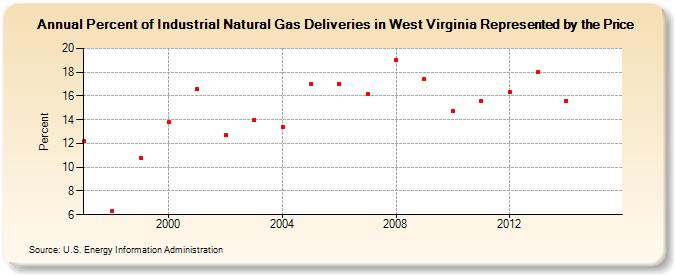 Annual Percent of Industrial Natural Gas Deliveries in West Virginia Represented by the Price
Percent
20
18
16
14
12
10
8
6
2000 2004 2008 2012
Source: U.S. Energy Information Administration